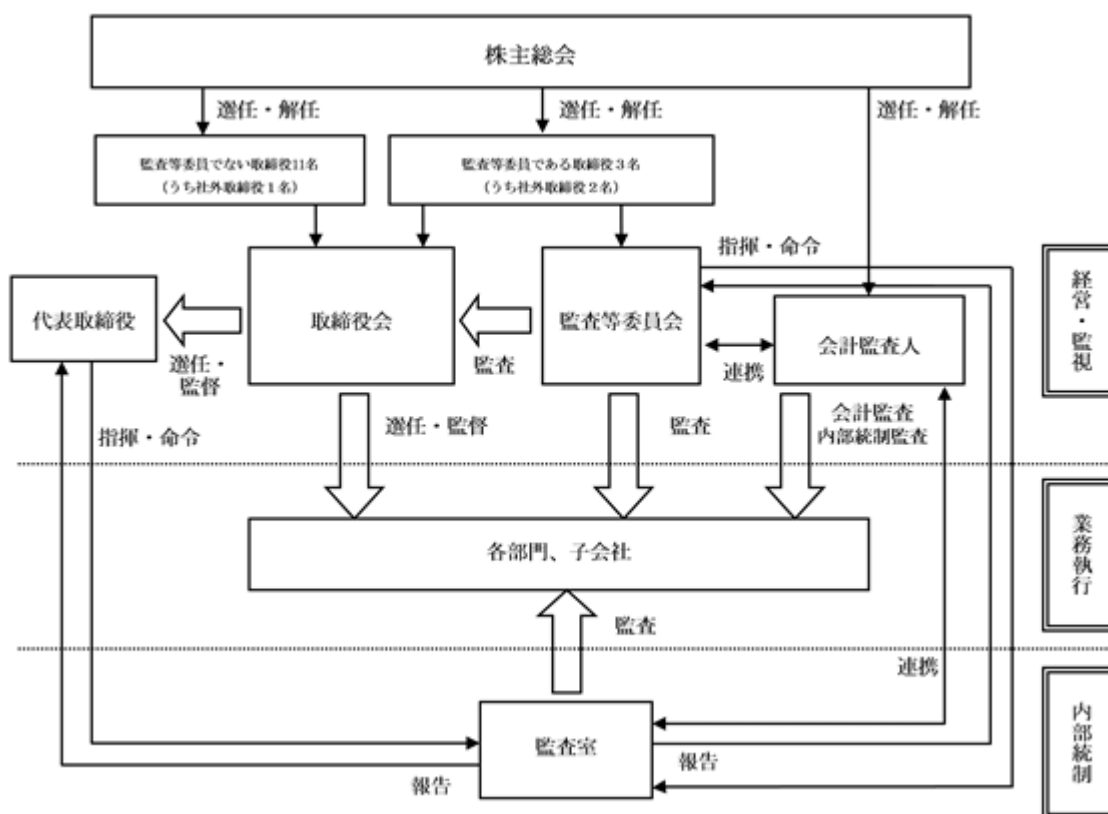 株主総会
選任・解任
選任・解任
選任・解任
監査等委員でない取締役11名
（うち社外取締役１名）
監査等委員である取締役３名
（うち社外取締役２名）
指揮・命令
代表取締役
取締役会
監査等委員会
会計監査人
経営・監視
選任・
監督
監査
連携
指揮・命令
選任・監督
監査
会計監査
内部統制監査
各部門、子会社
業務執行
監査
連携
監査室
内部統制
報告
報告